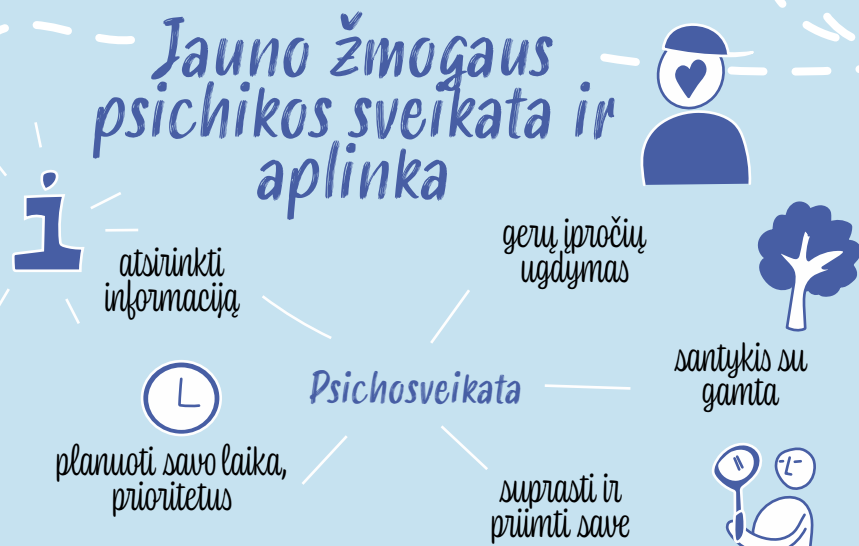 Jauno žmogaus
psichikos sveikata ir
aplinka
i
atsirinkti
informaciją
gerų įpročių
ugdymas
santykis su
gamta
Psichosveikata
planuoti savo laika,
prioritetus
suprasti ir
priimti save